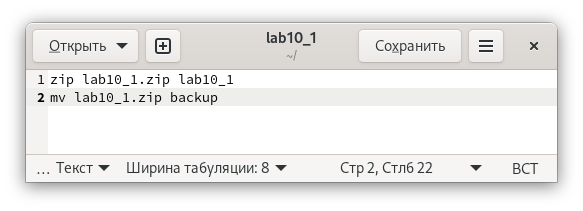 Открыть
lab10_1
~/
Сохранить
1 zip lab10_1.zip lab10_1
2 mv lab10_1.zip backup
... Текст Ширина табуляции: 8 Стр 2, Стлб 22 ВСТ